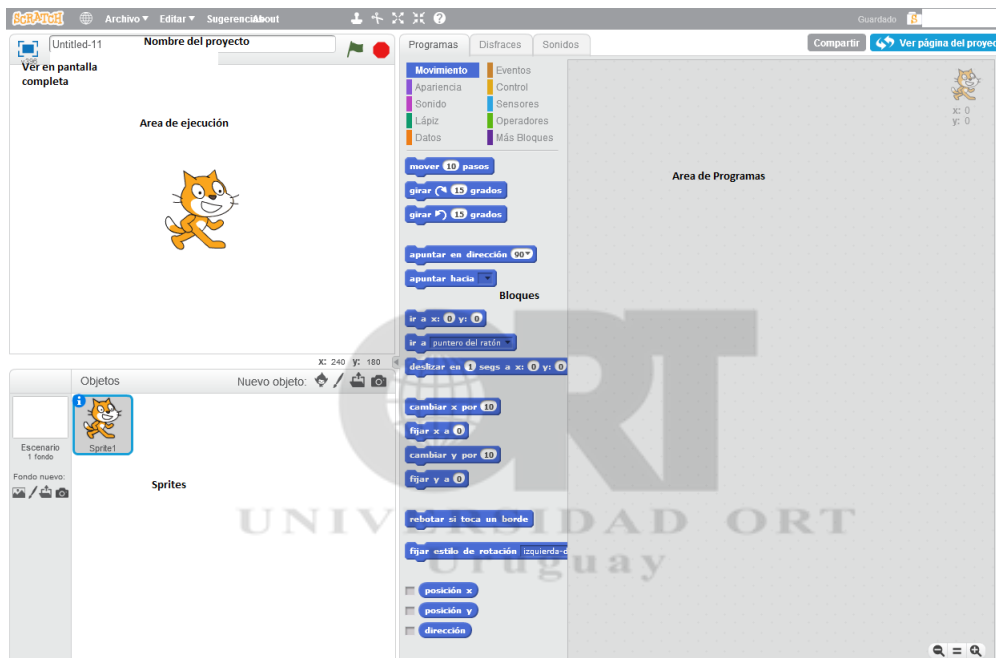 SCRATCH Archivo Editar Sugerencias About Guardado S
Untitled-11 Nombre del proyecto
v396
Ver en pantalla
completa
Area de ejecución
X: 240 y: 180
Programas Disfraces Sonidos
Compartir Ver página del proyec
Movimiento Eventos
Apariencia Control
Sonido Sensores
Lápiz Operadores
Datos Más Bloques
mover 10 pasos
girar 15 grados
girar 15 grados
apuntar en dirección 90
apuntar hacia
Bloques
ir a x: 0 y: 0
ir a puntero del ratón
deslizar en 1 segs a x: 0 y: 0
cambiar x por 10
fijar x a 0
cambiar y por 10
fijar y a 0
rebotar si toca un borde
fijar estilo de rotación izquierda-d
posición x
posición y
dirección
x: 0
y: 0
Area de Programas
Objetos Nuevo objeto:
Sprite1
Escenario
1 fondo
Fondo nuevo:
Sprites
ORT
UNIVERSIDAD ORT
Uruguay